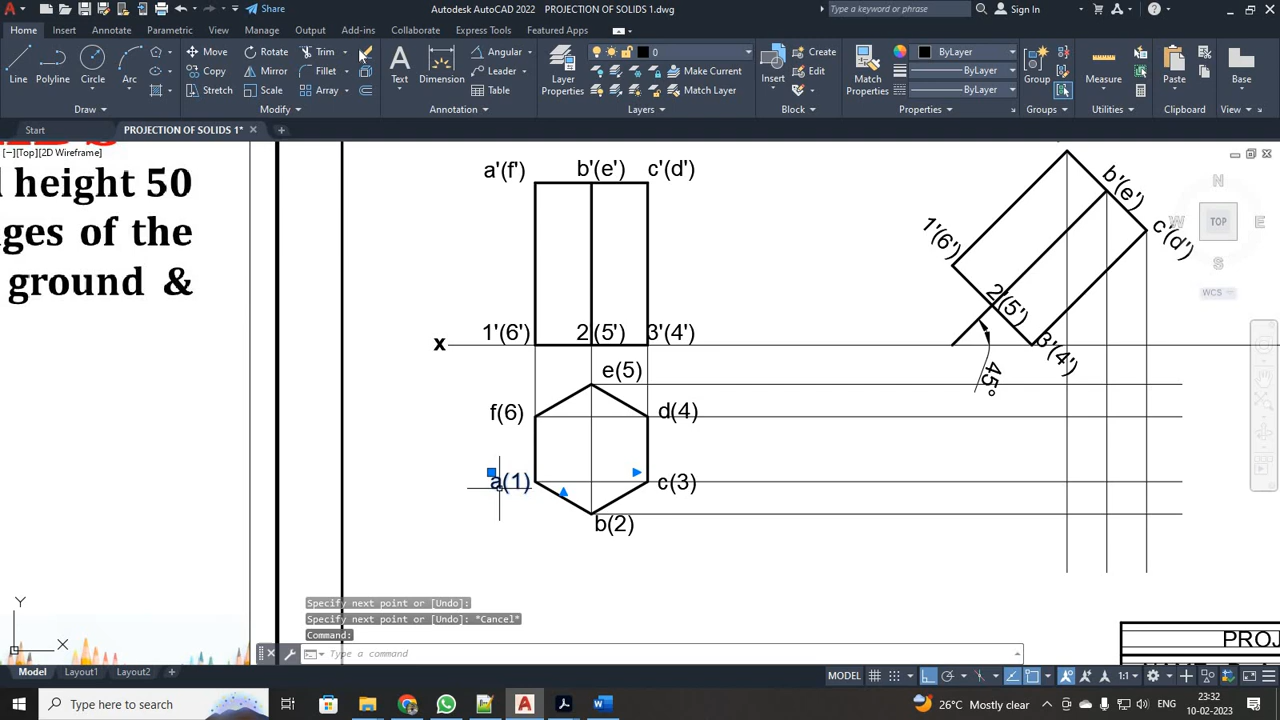 Share
Autodesk AutoCAD 2022 PROJECTION OF SOLIDS 1.dwg
Type a keyword or phrase
Sign In
Home Insert Annotate Parametric View Manage Output Add-ins Collaborate Express Tools Featured Apps
Line Polyline Circle Arc
Move Rotate Trim
Copy Mirror Fillet
Stretch Scale Array
Text Dimension
Angular
Leader
Table
Layer Properties
0
Make Current
Match Layer
Insert
Create
Edit
Match Properties
ByLayer
ByLayer
ByLayer
Group Measure Paste Base
Draw Modify Annotation Layers Block Properties Groups Utilities Clipboard View
Start PROJECTION OF SOLIDS 1*
[−][Top][2D Wireframe]
l height 50
ges of the
ground &
a'(f') b'(e') c'(d')
1'(6') 2'(5') 3'(4')
x
e(5)
f(6) d(4)
a(1) c(3)
b(2)
b'(e')
1'(6')
c'(d')
2'(5')
3'(4')
45°
N
W TOP E
S
WCS
Y
X
Specify next point or [Undo]:
Specify next point or [Undo]: *Cancel*
Command:
Type a command
PROJ
Model Layout1 Layout2
MODEL 1:1
Type here to search
26°C Mostly clear
ENG
23:32
10-02-2023